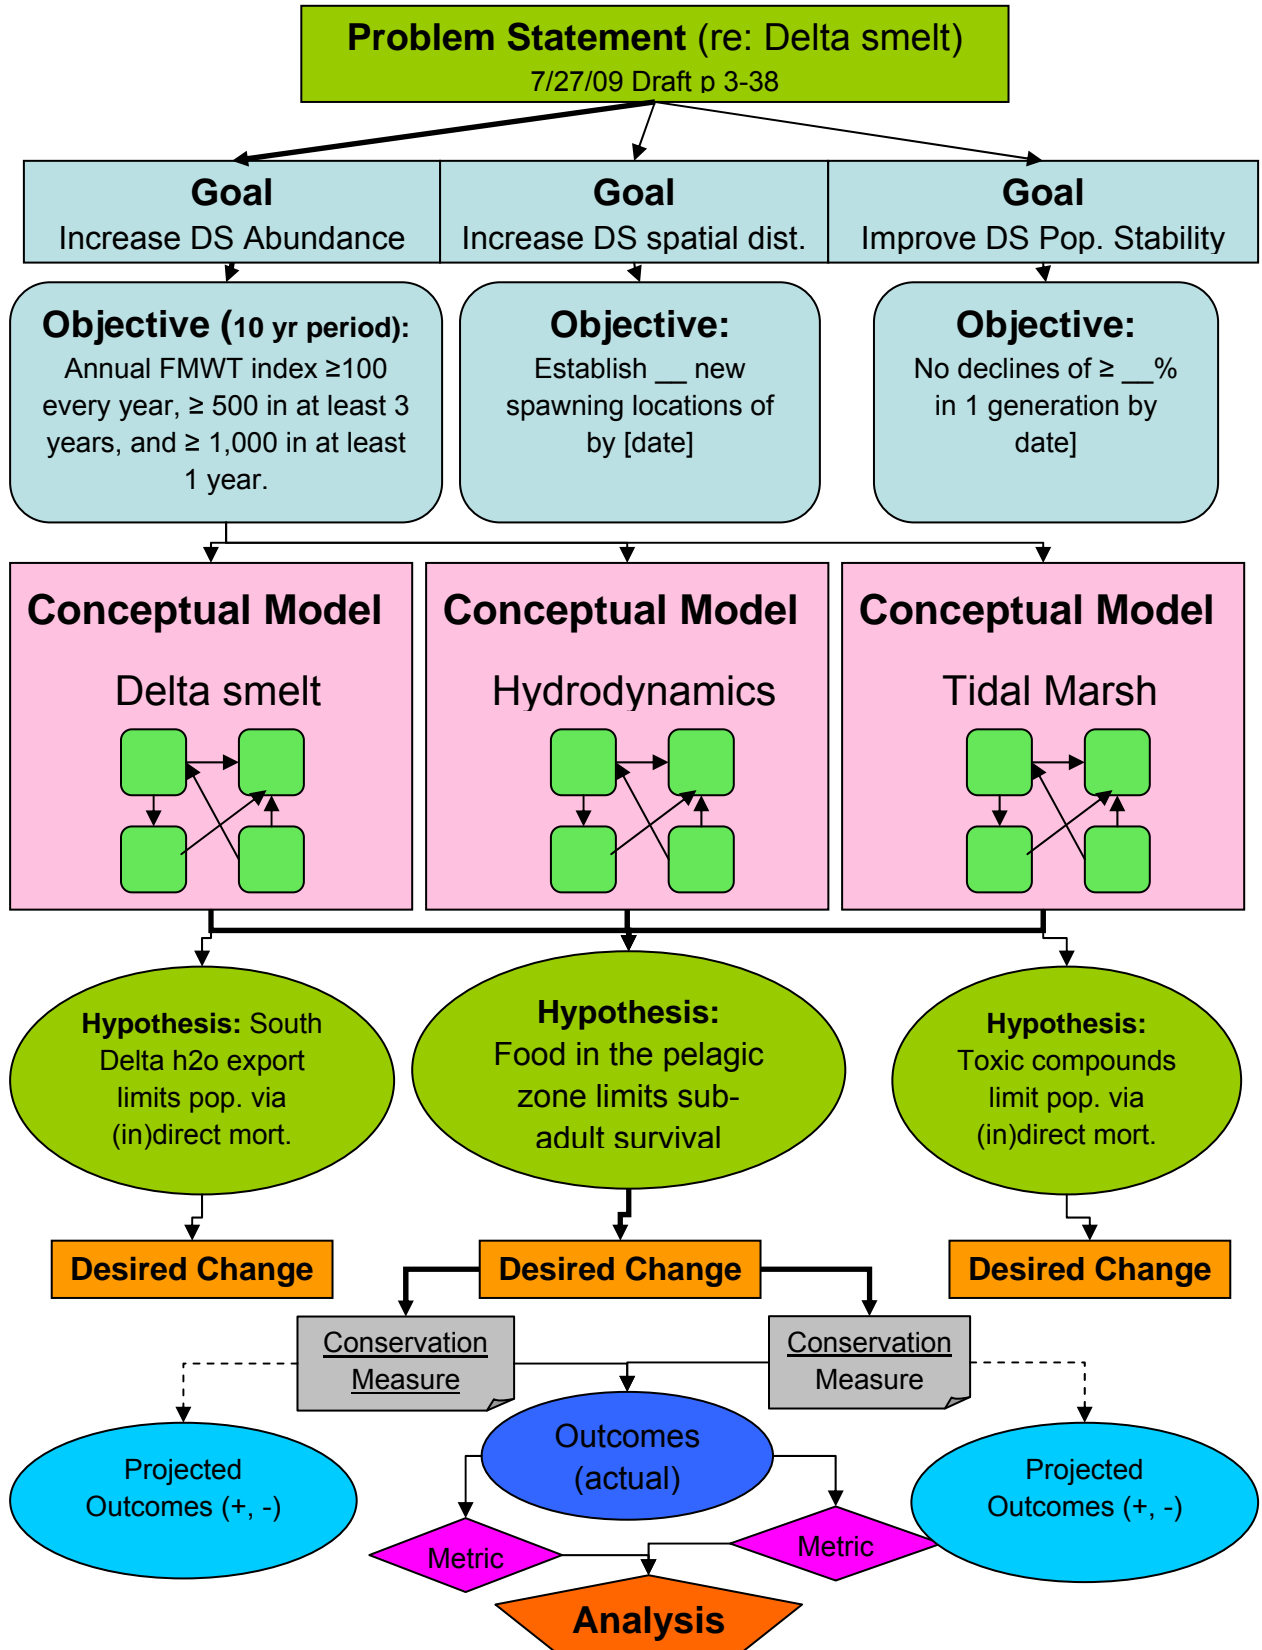 Problem Statement (re: Delta smelt)
7/27/09 Draft p 3-38
Goal
Increase DS Abundance
Goal
Increase DS spatial dist.
Goal
Improve DS Pop. Stability
Objective (10 yr period):
Annual FMWT index ≥100
every year, ≥ 500 in at least 3
years, and ≥ 1,000 in at least
1 year.
Objective:
Establish __ new
spawning locations of
by [date]
Objective:
No declines of ≥ __%
in 1 generation by
date]
Conceptual Model
Delta smelt
Conceptual Model
Hydrodynamics
Conceptual Model
Tidal Marsh
Hypothesis: South
Delta h2o export
limits pop. via
(in)direct mort.
Hypothesis:
Food in the pelagic
zone limits sub-
adult survival
Hypothesis:
Toxic compounds
limit pop. via
(in)direct mort.
Desired Change
Desired Change
Desired Change
Conservation
Measure
Conservation
Measure
Projected
Outcomes (+, -)
Outcomes
(actual)
Projected
Outcomes (+, -)
Metric
Metric
Analysis